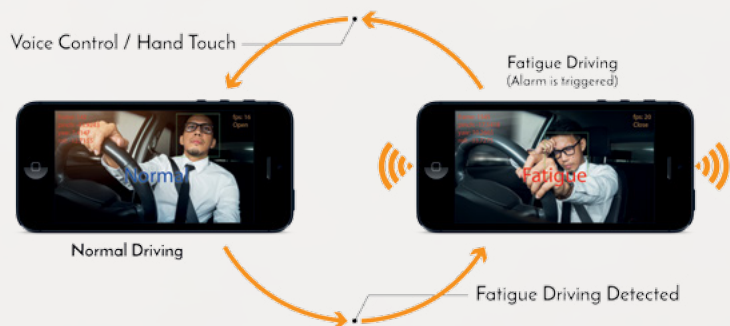 Voice Control / Hand Touch
Fatigue Driving
(Alarm is triggered)
fps: 16
Open
Normal
fps: 20
Close
Fatigue
Normal Driving
Fatigue Driving Detected